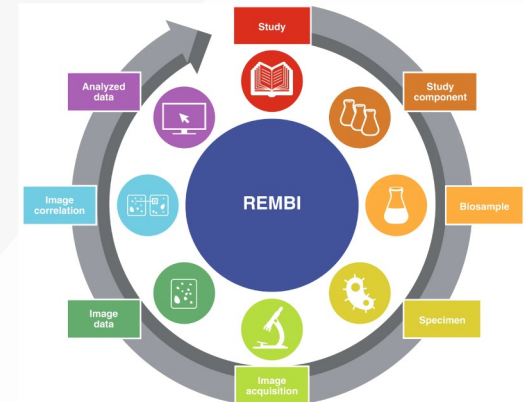 Study
Study
component
Biosample
Specimen
Image
acquisition
Image
data
Image
correlation
Analyzed
data
REMBI